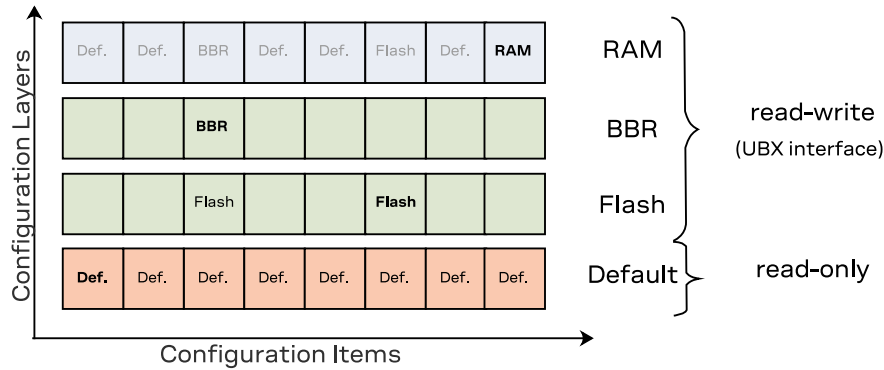 Configuration Layers
Def. Def. BBR Def. Def. Flash Def. RAM
RAM
BBR
BBR
Flash Flash
Flash
Def. Def. Def. Def. Def. Def. Def. Def.
Default
read-write
(UBX interface)
read-only
Configuration Items